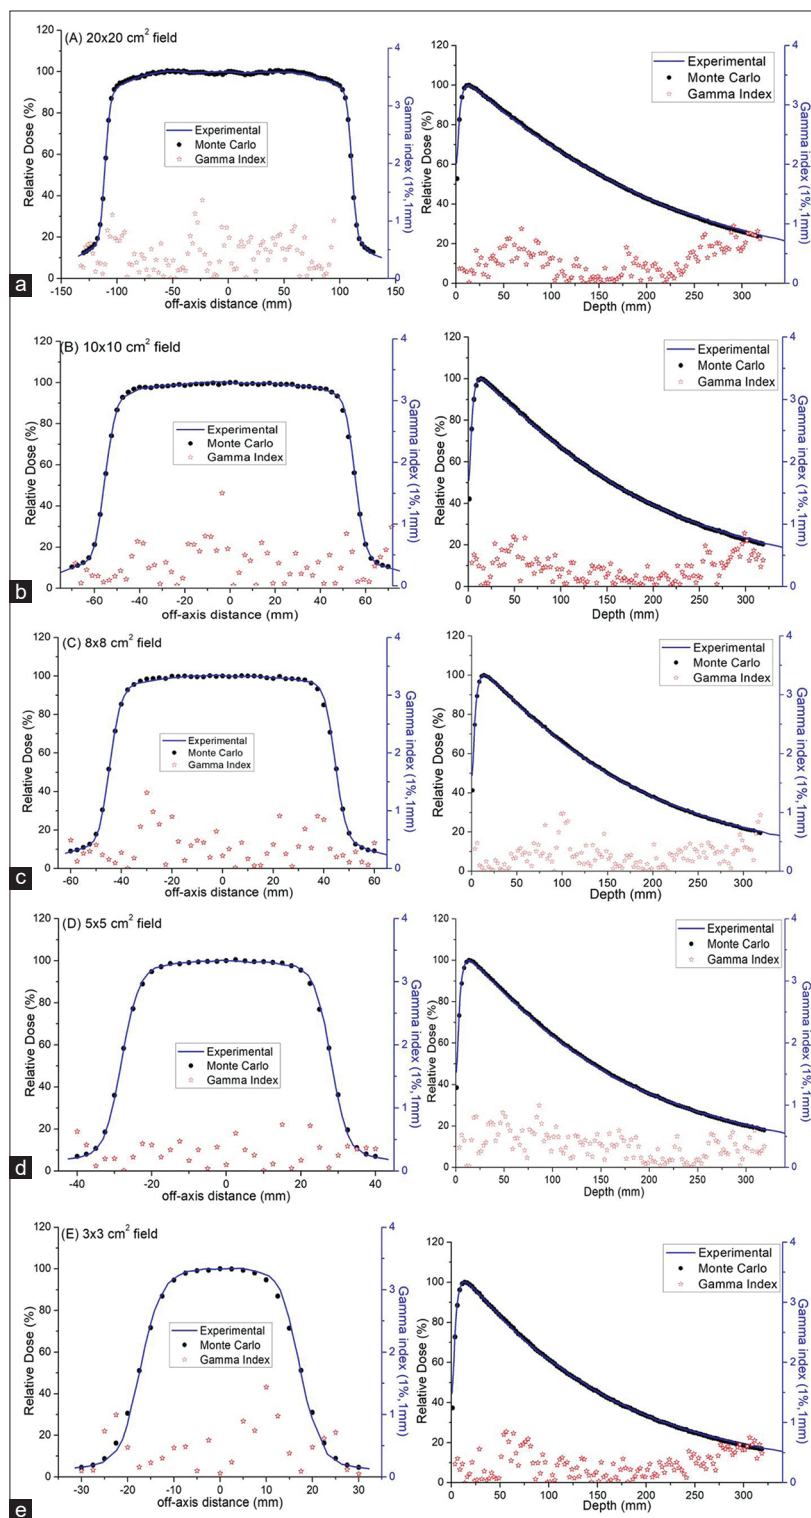 (A) 20x20 cm² field
Relative Dose (%)
120
100
80
60
40
20
0
Experimental
Monte Carlo
Gamma Index
4
3
2
1
0
Gamma index (1%,1mm)
-150
-100
-50
0
50
100
150
off-axis distance (mm)
a
Relative Dose (%)
120
100
80
60
40
20
0
Experimental
Monte Carlo
Gamma Index
4
3
2
1
0
Gamma index (1%,1mm)
0
50
100
150
200
250
300
Depth (mm)
(B) 10x10 cm² field
Relative Dose (%)
120
100
80
60
40
20
0
Experimental
Monte Carlo
Gamma Index
4
3
2
1
0
Gamma index (1%,1mm)
-60
-40
-20
0
20
40
60
off-axis distance (mm)
b
Relative Dose (%)
120
100
80
60
40
20
0
Experimental
Monte Carlo
Gamma Index
4
3
2
1
0
Gamma index (1%,1mm)
0
50
100
150
200
250
300
Depth (mm)
(C) 8x8 cm² field
Relative Dose (%)
120
100
80
60
40
20
0
Experimental
Monte Carlo
Gamma Index
4
3
2
1
0
Gamma index (1%,1mm)
-60
-40
-20
0
20
40
60
off-axis distance (mm)
c
Relative Dose (%)
120
100
80
60
40
20
0
Experimental
Monte Carlo
Gamma Index
4
3
2
1
0
Gamma index (1%,1mm)
0
50
100
150
200
250
300
Depth (mm)
(D) 5x5 cm² field
Relative Dose (%)
120
100
80
60
40
20
0
Experimental
Monte Carlo
Gamma Index
4
3
2
1
0
Gamma index (1%,1mm)
-40
-20
0
20
40
off-axis distance (mm)
d
Relative Dose (%)
120
100
80
60
40
20
0
Experimental
Monte Carlo
Gamma Index
4
3
2
1
0
Gamma index (1%,1mm)
0
50
100
150
200
250
300
Depth (mm)
(E) 3x3 cm² field
Relative Dose (%)
120
100
80
60
40
20
0
Experimental
Monte Carlo
Gamma Index
4
3
2
1
0
Gamma index (1%,1mm)
-30
-20
-10
0
10
20
30
off-axis distance (mm)
e
Relative Dose (%)
120
100
80
60
40
20
0
Experimental
Monte Carlo
Gamma Index
4
3
2
1
0
Gamma index (1%,1mm)
0
50
100
150
200
250
300
Depth (mm)